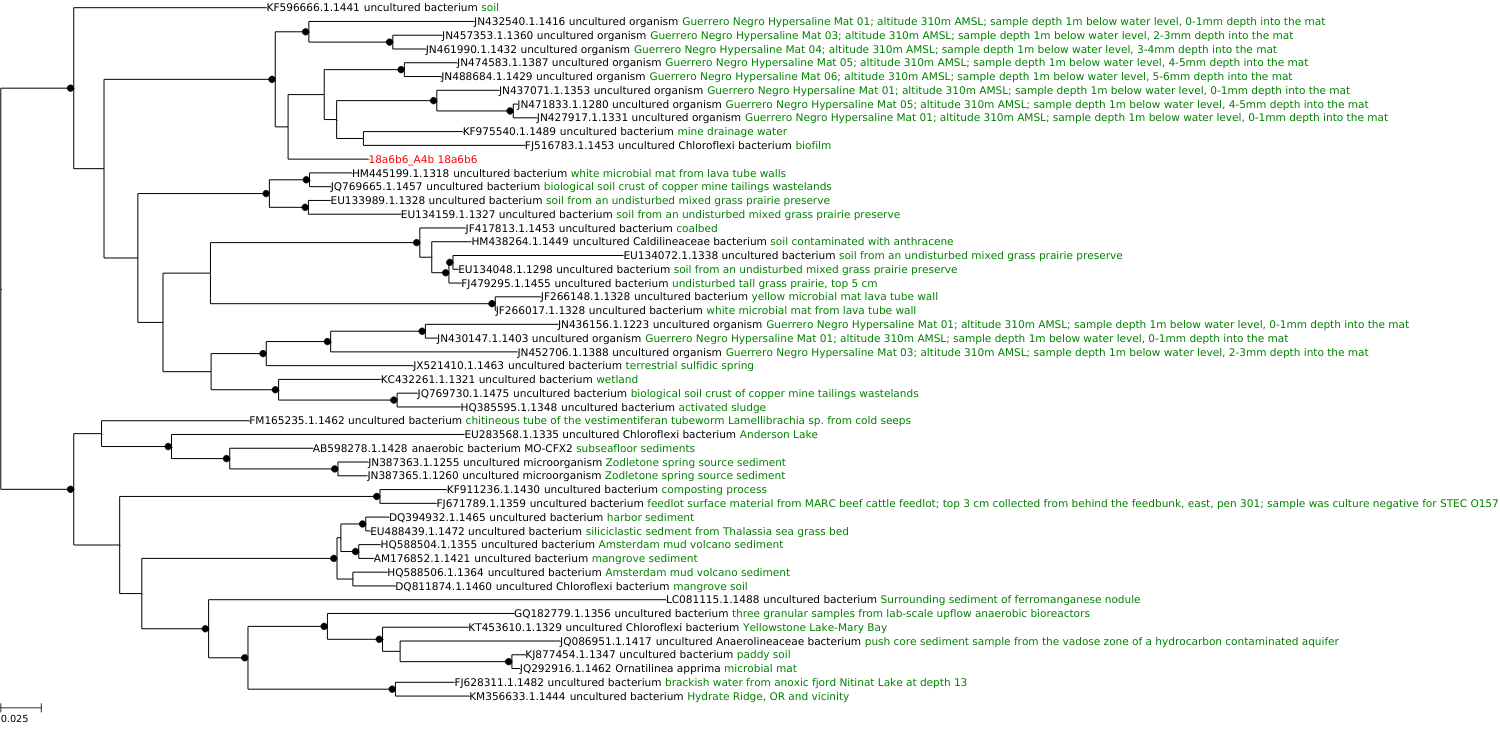 KF596666.1.1441 uncultured bacterium soil
JN432540.1.1416 uncultured organism Guerrero Negro Hypersaline Mat 01; altitude 310m AMSL; sample depth 1m below water level, 0-1mm depth into the mat
JN457353.1.1360 uncultured organism Guerrero Negro Hypersaline Mat 03; altitude 310m AMSL; sample depth 1m below water level, 2-3mm depth into the mat
JN461990.1.1432 uncultured organism Guerrero Negro Hypersaline Mat 04; altitude 310m AMSL; sample depth 1m below water level, 3-4mm depth into the mat
JN474583.1.1387 uncultured organism Guerrero Negro Hypersaline Mat 05; altitude 310m AMSL; sample depth 1m below water level, 4-5mm depth into the mat
JN488684.1.1429 uncultured organism Guerrero Negro Hypersaline Mat 06; altitude 310m AMSL; sample depth 1m below water level, 5-6mm depth into the mat
JN437071.1.1353 uncultured organism Guerrero Negro Hypersaline Mat 01; altitude 310m AMSL; sample depth 1m below water level, 0-1mm depth into the mat
JN471833.1.1280 uncultured organism Guerrero Negro Hypersaline Mat 05; altitude 310m AMSL; sample depth 1m below water level, 4-5mm depth into the mat
JN427917.1.1331 uncultured organism Guerrero Negro Hypersaline Mat 01; altitude 310m AMSL; sample depth 1m below water level, 0-1mm depth into the mat
KF975540.1.1489 uncultured bacterium mine drainage water
FJ516783.1.1453 uncultured Chloroflexi bacterium biofilm
18a6b6_A4b 18a6b6
HM445199.1.1318 uncultured bacterium white microbial mat from lava tube walls
JQ769665.1.1457 uncultured bacterium biological soil crust of copper mine tailings wastelands
EU133989.1.1328 uncultured bacterium soil from an undisturbed mixed grass prairie preserve
EU134159.1.1327 uncultured bacterium soil from an undisturbed mixed grass prairie preserve
JF417813.1.1453 uncultured bacterium coalbed
HM438264.1.1449 uncultured Caldilineaceae bacterium soil contaminated with anthracene
EU134072.1.1338 uncultured bacterium soil from an undisturbed mixed grass prairie preserve
EU134048.1.1298 uncultured bacterium soil from an undisturbed mixed grass prairie preserve
FJ479295.1.1455 uncultured bacterium undisturbed tall grass prairie, top 5 cm
JF266148.1.1328 uncultured bacterium yellow microbial mat lava tube wall
JF266017.1.1328 uncultured bacterium white microbial mat from lava tube wall
JN436156.1.1223 uncultured organism Guerrero Negro Hypersaline Mat 01; altitude 310m AMSL; sample depth 1m below water level, 0-1mm depth into the mat
JN430147.1.1403 uncultured organism Guerrero Negro Hypersaline Mat 01; altitude 310m AMSL; sample depth 1m below water level, 0-1mm depth into the mat
JN452706.1.1388 uncultured organism Guerrero Negro Hypersaline Mat 03; altitude 310m AMSL; sample depth 1m below water level, 2-3mm depth into the mat
JX521410.1.1463 uncultured bacterium terrestrial sulfidic spring
KC432261.1.1321 uncultured bacterium wetland
JQ769730.1.1475 uncultured bacterium biological soil crust of copper mine tailings wastelands
HQ385595.1.1348 uncultured bacterium activated sludge
FM165235.1.1462 uncultured bacterium chitineous tube of the vestimentiferan tubeworm Lamellibrachia sp. from cold seeps
EU283568.1.1335 uncultured Chloroflexi bacterium Anderson Lake
AB598278.1.1428 anaerobic bacterium MO-CFX2 subseafloor sediments
JN387363.1.1255 uncultured microorganism Zodletone spring source sediment
JN387365.1.1260 uncultured microorganism Zodletone spring source sediment
KF911236.1.1430 uncultured bacterium composting process
FJ671789.1.1359 uncultured bacterium feedlot surface material from MARC beef cattle feedlot; top 3 cm collected from behind the feedbunk, east, pen 301; sample was culture negative for STEC O157
DQ394932.1.1465 uncultured bacterium harbor sediment
EU488439.1.1472 uncultured bacterium siliciclastic sedment from Thalassia sea grass bed
HQ588504.1.1355 uncultured bacterium Amsterdam mud volcano sediment
AM176852.1.1421 uncultured bacterium mangrove sediment
HQ588506.1.1364 uncultured bacterium Amsterdam mud volcano sediment
DQ811874.1.1460 uncultured Chloroflexi bacterium mangrove soil
LC081115.1.1488 uncultured bacterium Surrounding sediment of ferromanganese nodule
GQ182779.1.1356 uncultured bacterium three granular samples from lab-scale upflow anaerobic bioreactors
KT453610.1.1329 uncultured Chloroflexi bacterium Yellowstone Lake-Mary Bay
JQ086951.1.1417 uncultured Anaerolineaceae bacterium push core sediment sample from the vadose zone of a hydrocarbon contaminated aquifer
KJ877454.1.1347 uncultured bacterium paddy soil
JQ292916.1.1462 Ornatilinea apprima microbial mat
FJ628311.1.1482 uncultured bacterium brackish water from anoxic fjord Nitinat Lake at depth 13
KM356633.1.1444 uncultured bacterium Hydrate Ridge, OR and vicinity
0.025